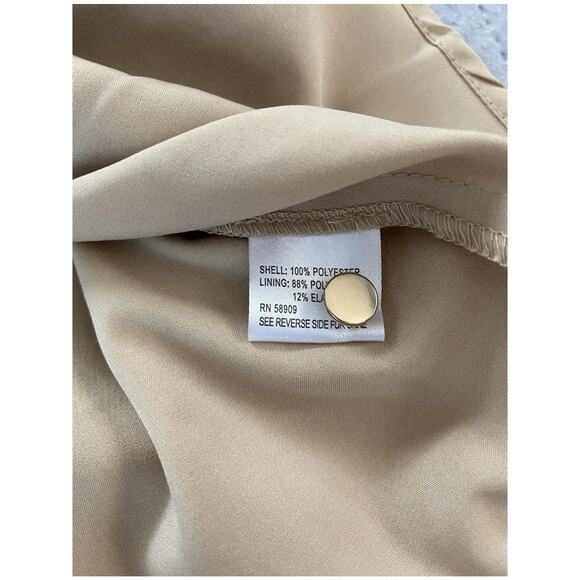 SHELL: 100% POLYESTER
LINING: 88%
12%
RN 58909
SEE REVERSE SIDE FOR